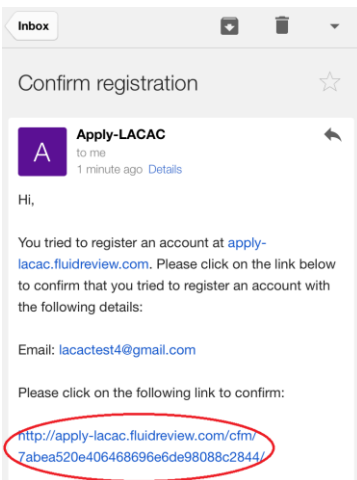 Inbox
Confirm registration
A
Apply-LACAC
to me
1 minute ago Details
Hi,
You tried to register an account at apply-
lacac.fluidreview.com. Please click on the link below
to confirm that you tried to register an account with
the following details:
Email: lacactest4@gmail.com
Please click on the following link to confirm:
http://apply-lacac.fluidreview.com/cfm/
7abea520e406468696e6de98088c2844/